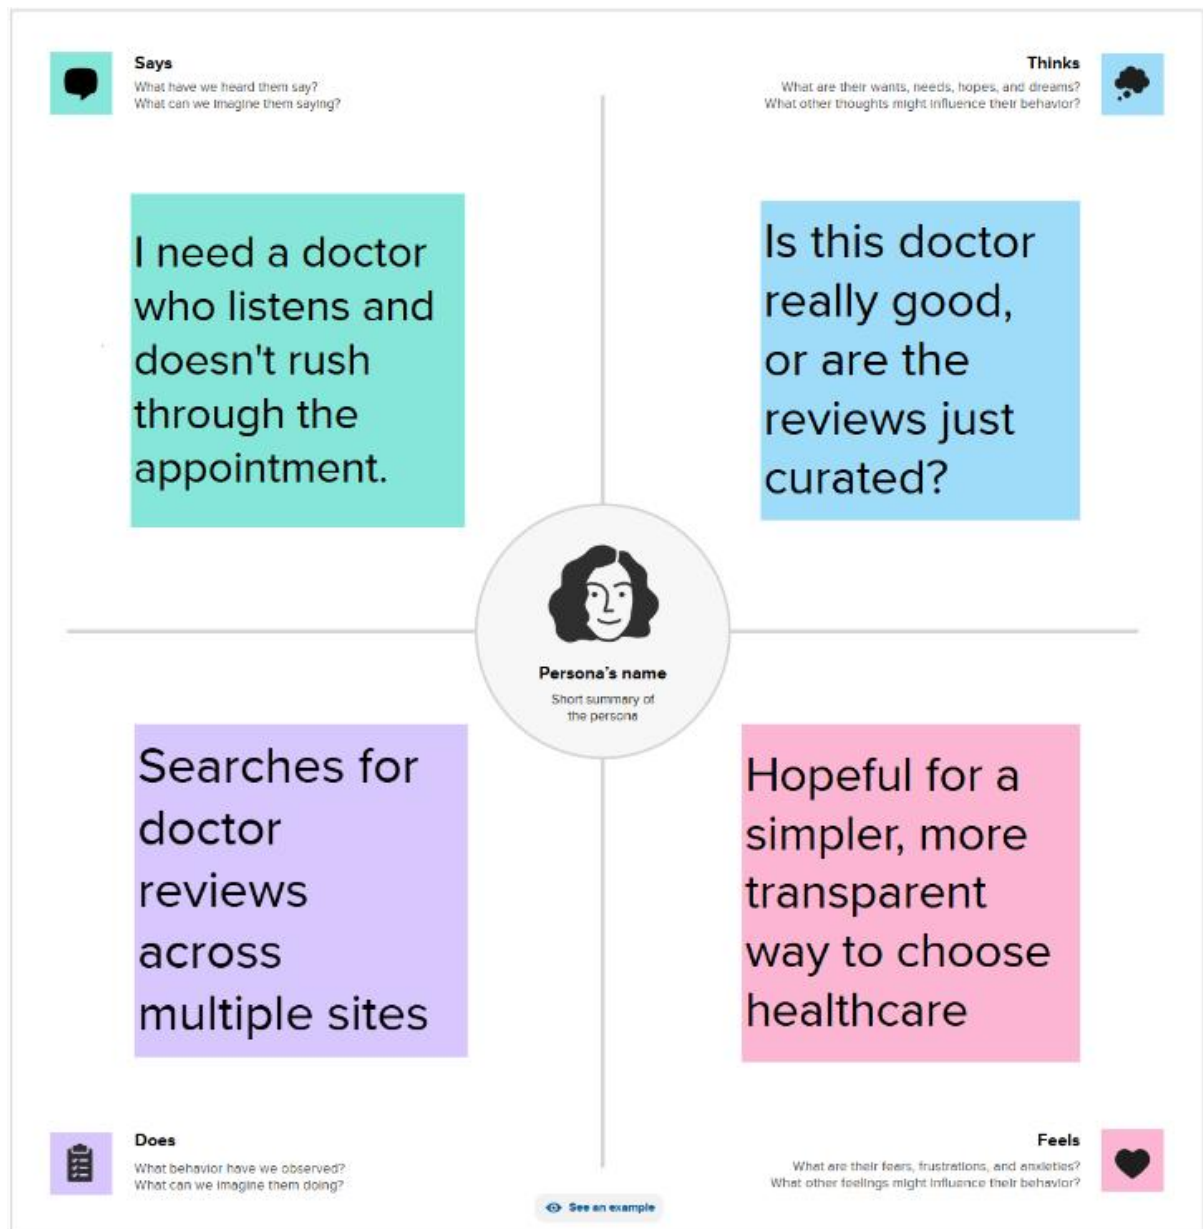 Says
What have we heard them say?
What can we imagine them saying?
Thinks
What are their wants, needs, hopes, and dreams?
What other thoughts might influence their behavior?
I need a doctor
who listens and
doesn't rush
through the
appointment.
Is this doctor
really good,
or are the
reviews just
curated?
Persona's name
Short summary of
the persona
Searches for
doctor
reviews
across
multiple sites
Hopeful for a
simpler, more
transparent
way to choose
healthcare
Does
What behavior have we observed?
What can we imagine them doing?
Feels
What are their fears, frustrations, and anxieties?
What other feelings might influence their behavior?
See an example